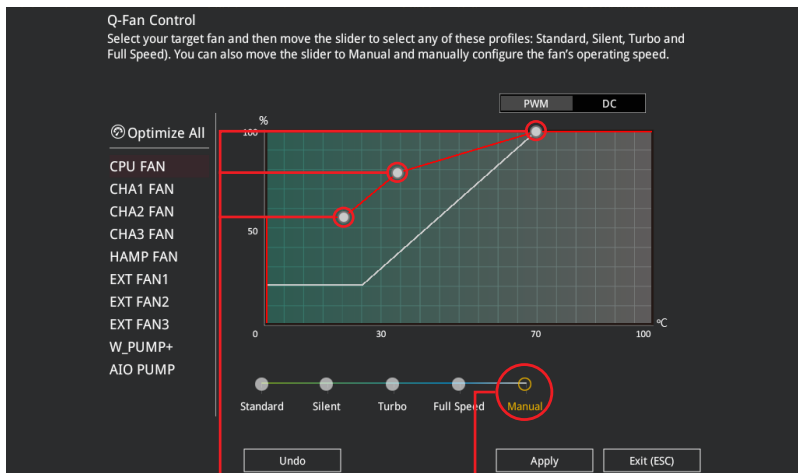 Q-Fan Control
Select your target fan and then move the slider to select any of these profiles: Standard, Silent, Turbo and
Full Speed). You can also move the slider to Manual and manually configure the fan's operating speed.
PWM DC
%
Optimize All
100
CPU FAN
CHA1 FAN
CHA2 FAN
CHA3 FAN
50
HAMP FAN
EXT FAN1
EXT FAN2
EXT FAN3
W_PUMP+
AIO PUMP
°C
0 30 70 100
Standard Silent Turbo Full Speed Manual
Undo Apply Exit (ESC)